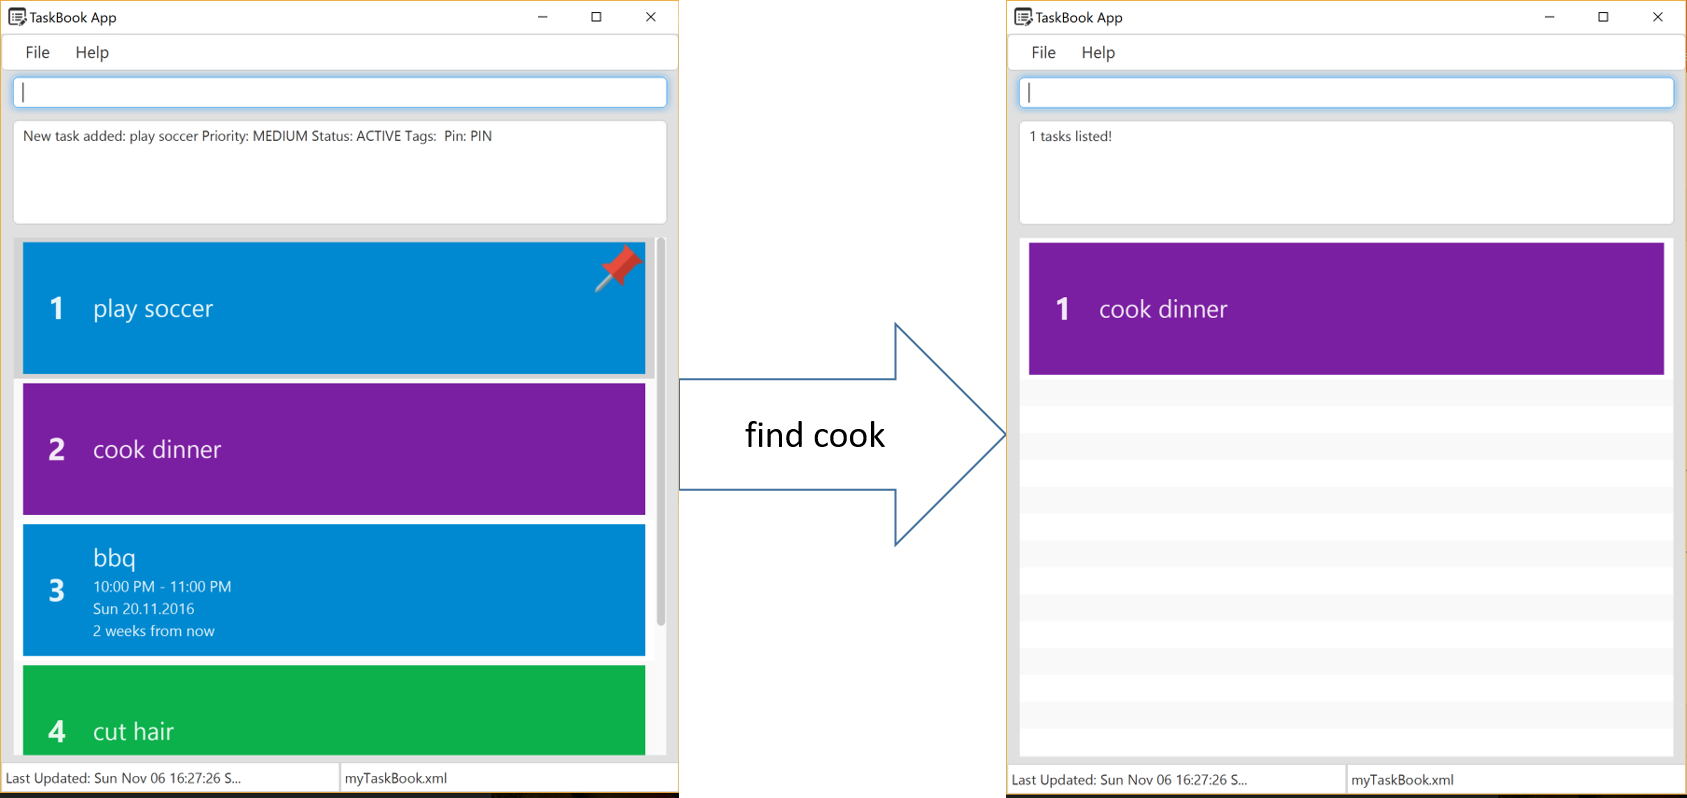 TaskBook App
File Help
New task added: play soccer Priority: MEDIUM Status: ACTIVE Tags:  Pin: PIN
1 play soccer
2 cook dinner
3
bbq
10:00 PM - 11:00 PM
Sun 20.11.2016
2 weeks from now
4 cut hair
Last Updated: Sun Nov 06 16:27:26 S...
myTaskBook.xml
find cook
TaskBook App
File Help
1 tasks listed!
1 cook dinner
Last Updated: Sun Nov 06 16:27:26 S...
myTaskBook.xml